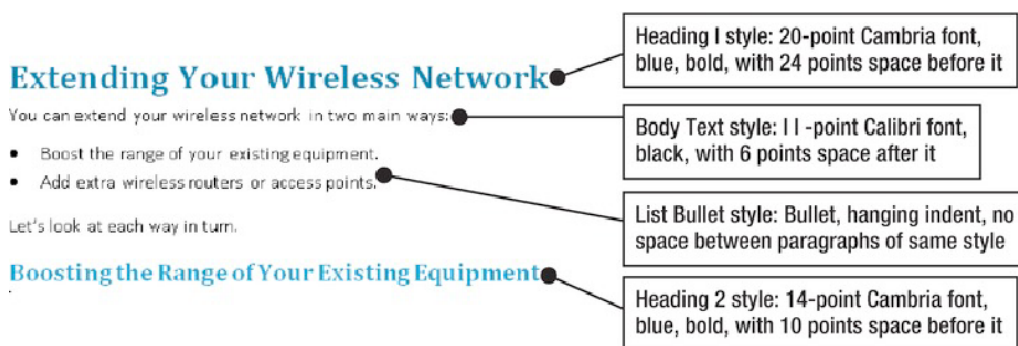 Extending Your Wireless Network
You can extend your wireless network in two main ways:
• Boost the range of your existing equipment.
• Add extra wireless routers or access points.
Let's look at each way in turn.
Boosting the Range of Your Existing Equipment
Heading I style: 20-point Cambria font,
blue, bold, with 24 points space before it
Body Text style: I I -point Calibri font,
black, with 6 points space after it
List Bullet style: Bullet, hanging indent, no
space between paragraphs of same style
Heading 2 style: 14-point Cambria font,
blue, bold, with 10 points space before it